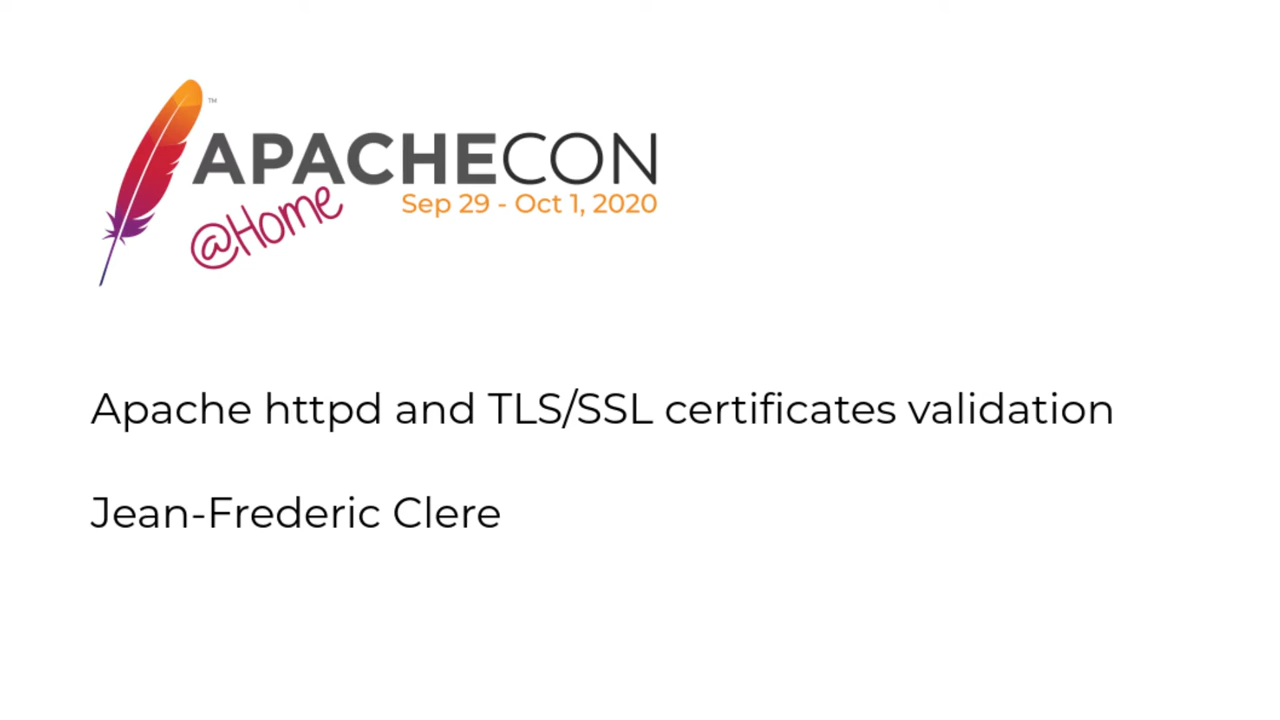 ™
APACHECON
@Home
Sep 29 - Oct 1, 2020
Apache httpd and TLS/SSL certificates validation
Jean-Frederic Clere